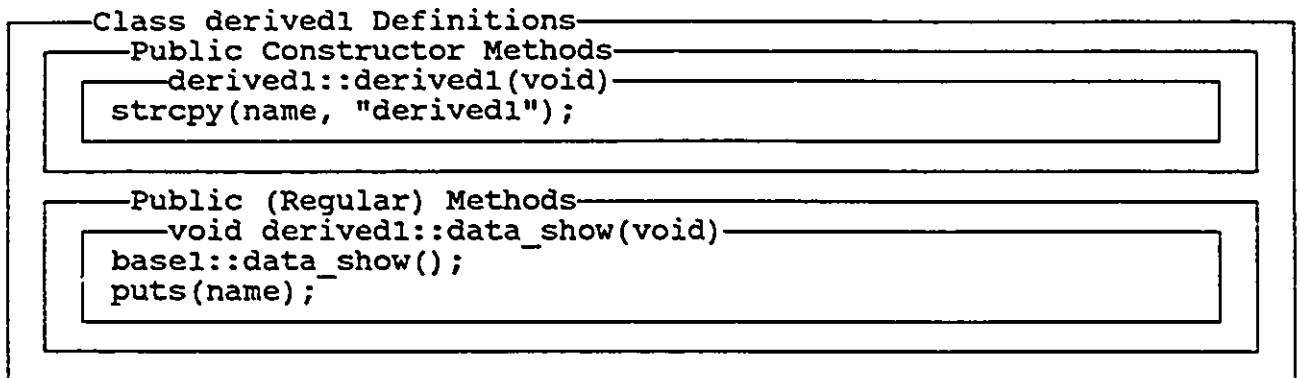 Class derived1 Definitions
Public Constructor Methods
derived1::derived1(void)
strcpy(name, "derived1");
Public (Regular) Methods
void derived1::data_show(void)
base1::data_show();
puts(name);